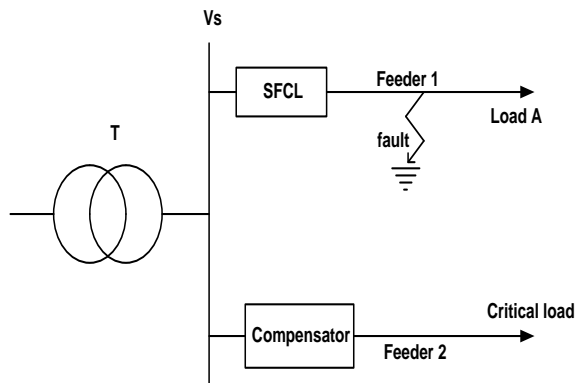 Vs
SFCL
Feeder 1
Load A
T
fault
Critical load
Compensator
Feeder 2